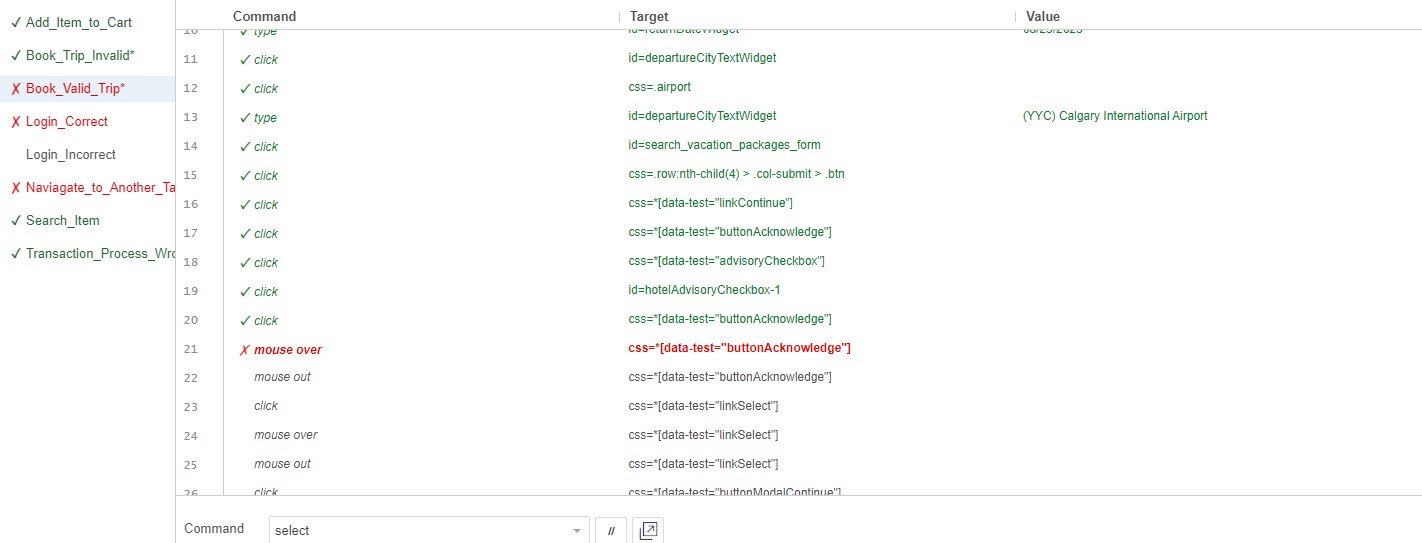 Command Target Value
✓ Add_Item_to_Cart
✓ Book_Trip_Invalid*
✗ Book_Valid_Trip*
✗ Login_Correct
Login_Incorrect
✗ Naviagate_to_Another_Ta
✓ Search_Item
✓ Transaction_Process_Wro
10 ✓ type id=returnDateWidget
11 ✓ click id=departureCityTextWidget
12 ✓ click css=.airport
13 ✓ type id=departureCityTextWidget (YYC) Calgary International Airport
14 ✓ click id=search_vacation_packages_form
15 ✓ click css=.row:nth-child(4) > .col-submit > .btn
16 ✓ click css=*[data-test="linkContinue"]
17 ✓ click css=*[data-test="buttonAcknowledge"]
18 ✓ click css=*[data-test="advisoryCheckbox"]
19 ✓ click id=hotelAdvisoryCheckbox-1
20 ✓ click css=*[data-test="buttonAcknowledge"]
21 ✗ mouse over css=*[data-test="buttonAcknowledge"]
22 mouse out css=*[data-test="buttonAcknowledge"]
23 click css=*[data-test="linkSelect"]
24 mouse over css=*[data-test="linkSelect"]
25 mouse out css=*[data-test="linkSelect"]
26 click css=*[data-test="buttonModalContinue"]
Command select //